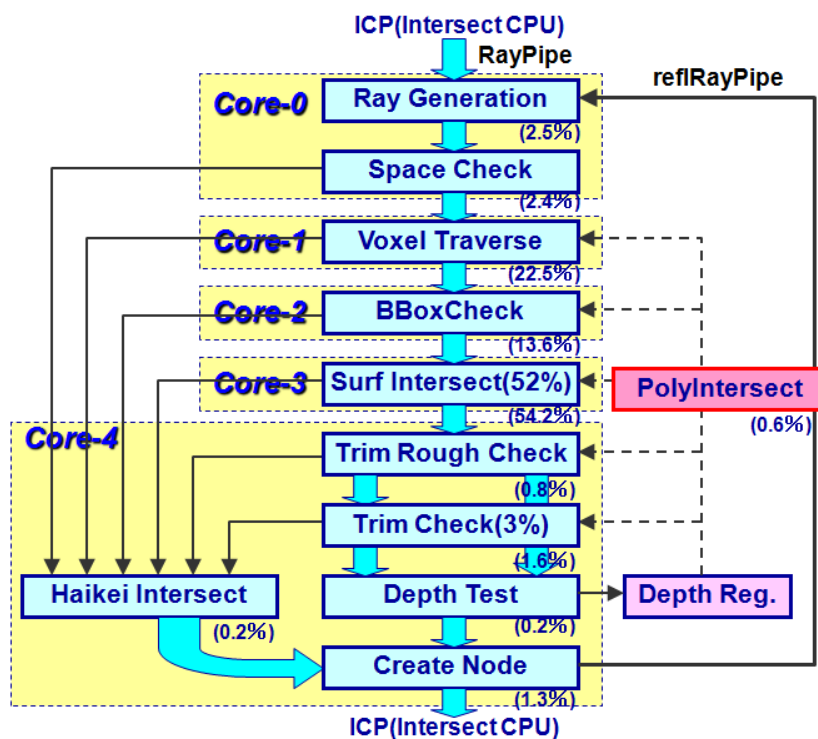 ICP(Intersect CPU)
RayPipe
reflRayPipe
Core-0
Ray Generation
(2.5%)
Space Check
(2.4%)
Core-1
Voxel Traverse
(22.5%)
Core-2
BBoxCheck
(13.6%)
Core-3
Surf Intersect(52%)
PolyIntersect
(54.2%)
(0.6%)
Core-4
Trim Rough Check
(0.8%)
Trim Check(3%)
(1.6%)
Haikei Intersect
Depth Test
Depth Reg.
(0.2%)
(0.2%)
Create Node
(1.3%)
ICP(Intersect CPU)